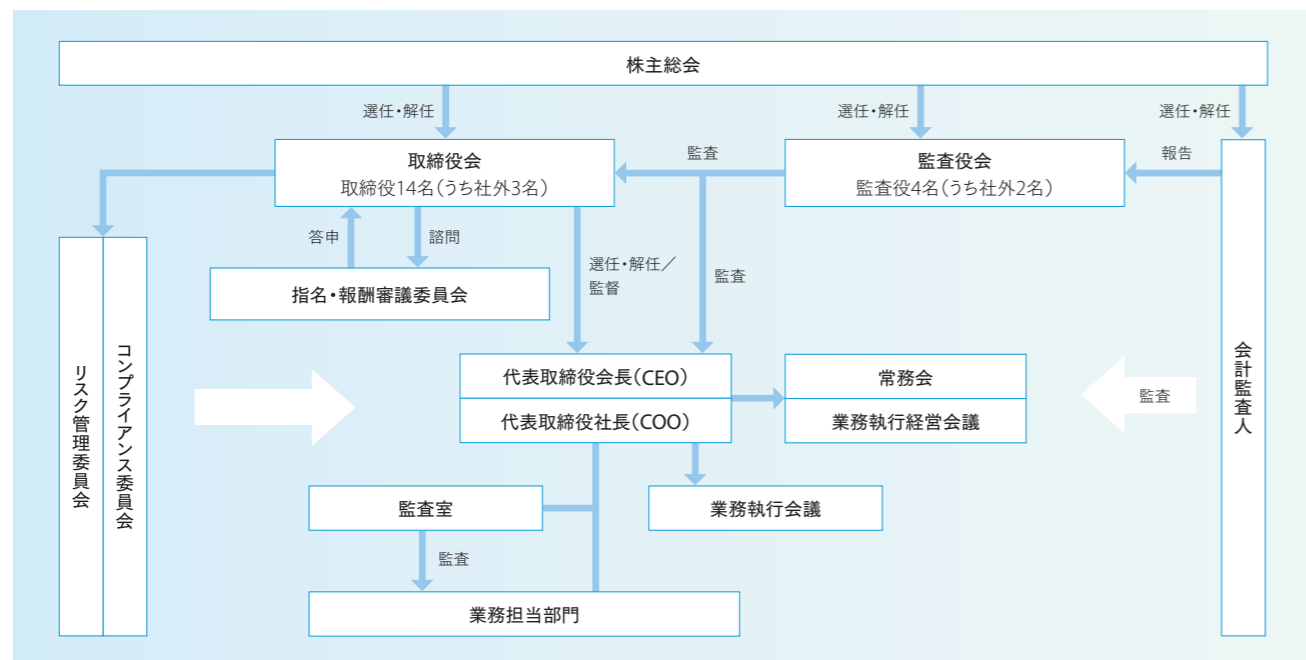 株主総会
選任・解任
選任・解任
選任・解任
取締役会
取締役14名（うち社外3名）
監査
監査役会
監査役4名（うち社外2名）
報告
答申
諮問
指名・報酬審議委員会
選任・解任／
監督
監査
リスク管理委員会
コンプライアンス委員会
代表取締役会長（CEO）
代表取締役社長（COO）
常務会
業務執行経営会議
監査
会計監査人
監査室
業務執行会議
監査
業務担当部門